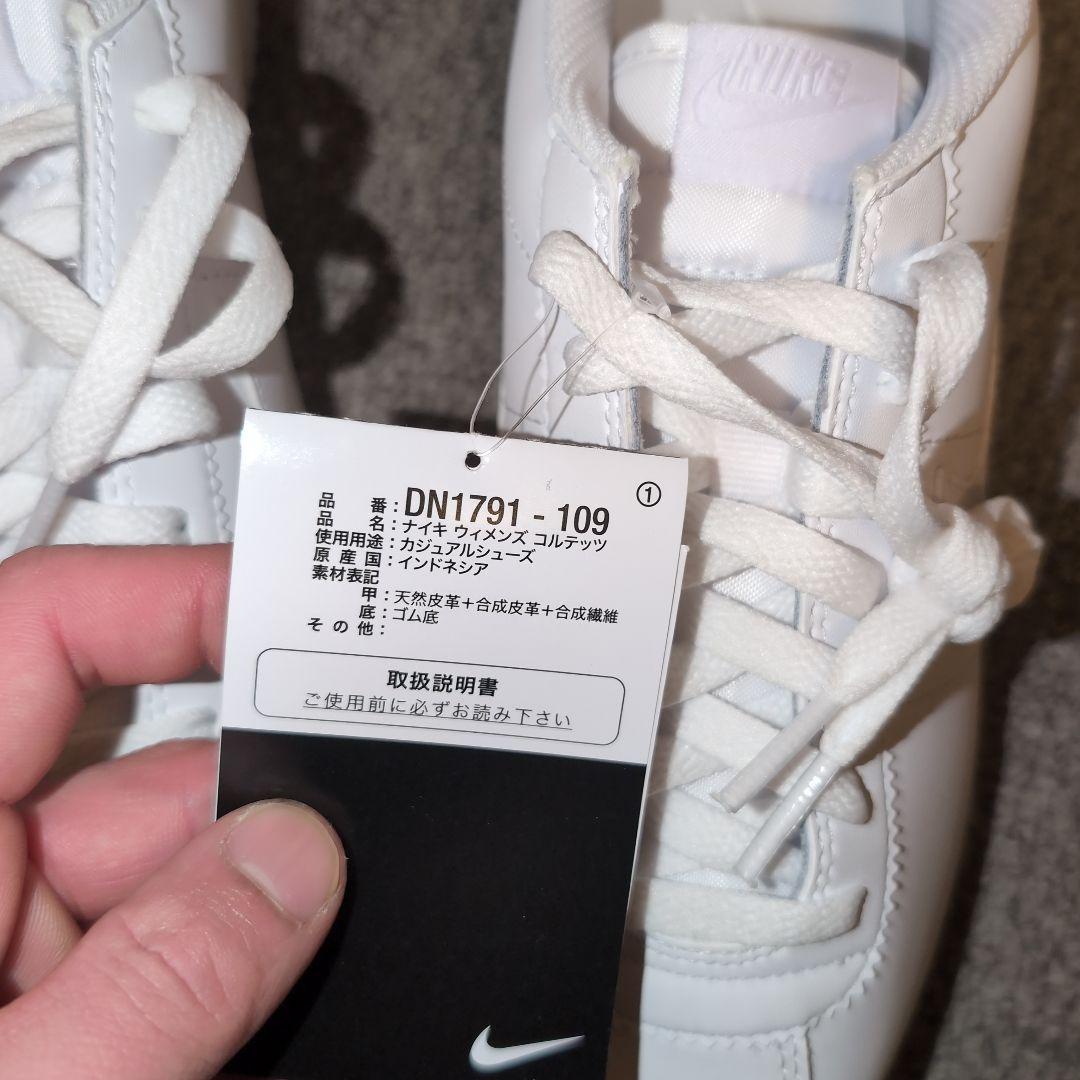 NIKE
①
品 番：DN1791 - 109
品 名：ナイキ ウィメンズ コルテッツ
使用用途：カジュアルシューズ
原 産 国：インドネシア
素材表記
甲：天然皮革＋合成皮革＋合成繊維
底：ゴム底
そ の 他：
取扱説明書
ご使用前に必ずお読み下さい